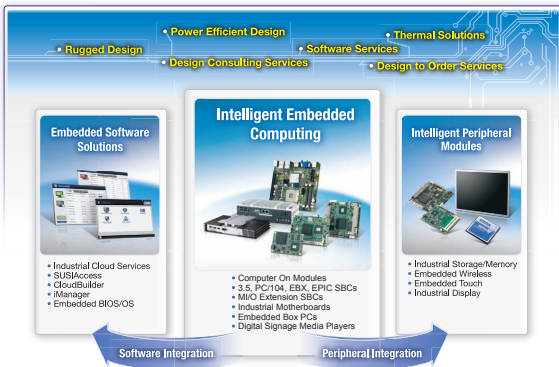 • Power Efficient Design
• Thermal Solutions
• Rugged Design
• Software Services
• Design Consulting Services
• Design to Order Services
Embedded Software
Solutions
• Industrial Cloud Services
• SUSIAccess
• CloudBuilder
• iManager
• Embedded BIOS/OS
Intelligent Embedded
Computing
• Computer On Modules
• 3.5, PC/104, EBX, EPIC SBCs
• MI/O Extension SBCs
• Industrial Motherboards
• Embedded Box PCs
• Digital Signage Media Players
Intelligent Peripheral
Modules
• Industrial Storage/Memory
• Embedded Wireless
• Embedded Touch
• Industrial Display
Software Integration
Peripheral Integration